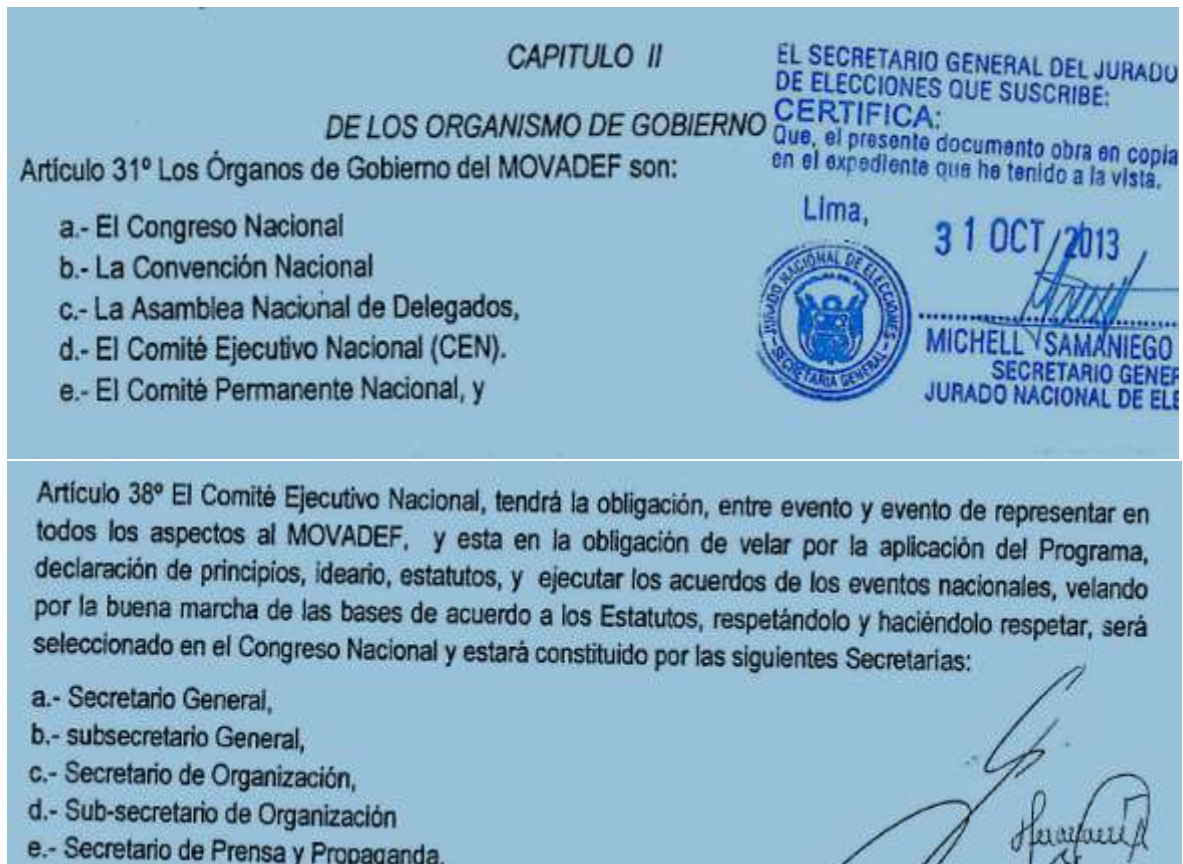 CAPITULO II
DE LOS ORGANISMO DE GOBIERNO
Artículo 31º Los Órganos de Gobierno del MOVADEF son:
a.- El Congreso Nacional
b.- La Convención Nacional
c.- La Asamblea Nacional de Delegados,
d.- El Comité Ejecutivo Nacional (CEN).
e.- El Comité Permanente Nacional, y
EL SECRETARIO GENERAL DEL JURADO
DE ELECCIONES QUE SUSCRIBE:
CERTIFICA:
Que, el presente documento obra en copia
en el expediente que he tenido a la vista.
Lima,
31 OCT 2013
JURADO NACIONAL DE ELECCIONES
SECRETARIA GENERAL
MICHELL SAMANIEGO
SECRETARIO GENER
JURADO NACIONAL DE ELE
Artículo 38º El Comité Ejecutivo Nacional, tendrá la obligación, entre evento y evento de representar en
todos los aspectos al MOVADEF, y esta en la obligación de velar por la aplicación del Programa,
declaración de principios, ideario, estatutos, y ejecutar los acuerdos de los eventos nacionales, velando
por la buena marcha de las bases de acuerdo a los Estatutos, respetándolo y haciéndolo respetar, será
seleccionado en el Congreso Nacional y estará constituido por las siguientes Secretarías:
a.- Secretario General,
b.- subsecretario General,
c.- Secretario de Organización,
d.- Sub-secretario de Organización
e.- Secretario de Prensa y Propaganda,